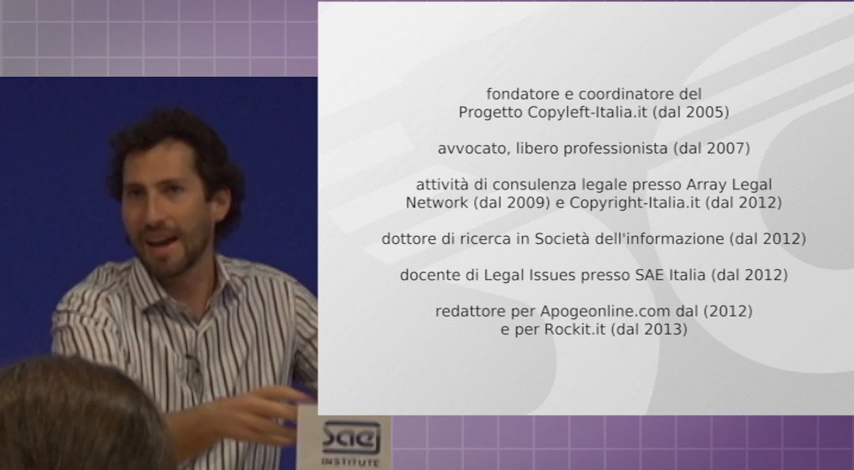 fondatore e coordinatore del
Progetto Copyleft-Italia.it (dal 2005)
avvocato, libero professionista (dal 2007)
attività di consulenza legale presso Array Legal
Network (dal 2009) e Copyright-Italia.it (dal 2012)
dottore di ricerca in Società dell'informazione (dal 2012)
docente di Legal Issues presso SAE Italia (dal 2012)
redattore per Apogeonline.com dal (2012)
e per Rockit.it (dal 2013)
sae
INSTITUTE